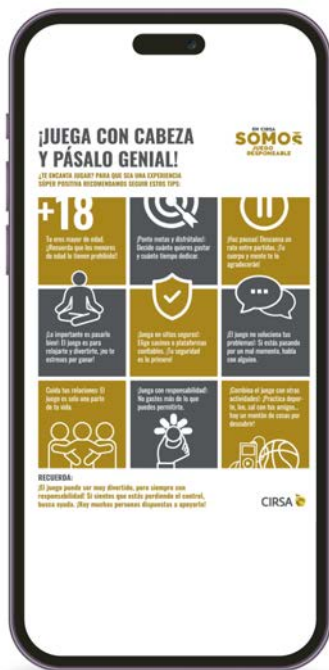 ¡JUEGA CON CABEZA
Y PÁSALO GENIAL!
EN CIRSA
SOMOS
JUEGO
RESPONSABLE
¿TE ENCANTA JUGAR? PARA QUE SEA UNA EXPERIENCIA
SÚPER POSITIVA RECOMENDAMOS SEGUIR ESTOS TIPS:
+18
Tu eres mayor de edad.
¡Recuerda que los menores
de edad lo tienen prohibido!
¡Ponte metas y disfrútalas!
Decide cuánto quieres gastar
y cuánto tiempo dedicar.
¡Haz pausas! Descansa un
rato entre partidas. ¡Tu
cuerpo y mente te lo
agradecerán!
¡Lo importante es pasarlo
bien! El juego es para
relajarte y divertirte, ¡no te
estreses por ganar!
¡Juega en sitios seguros!
Elige casinos o plataformas
confiables. ¡Tu seguridad
es lo primero!
¡El juego no soluciona tus
problemas! Si estás pasando
por un mal momento, habla
con alguien.
Cuida tus relaciones: El
juego es solo una parte
de tu vida.
¡Juega con responsabilidad!
No gastes más de lo que
puedes permitirte.
¡Combina el juego con otras
actividades! ¡Practica depor-
te, lee, sal con tus amigos...
hay un montón de cosas por
descubrir!
RECUERDA:
¡El juego puede ser muy divertido, pero siempre con
responsabilidad! Si sientes que estás perdiendo el control,
busca ayuda. ¡Hay muchas personas dispuestas a apoyarte!
CIRSA